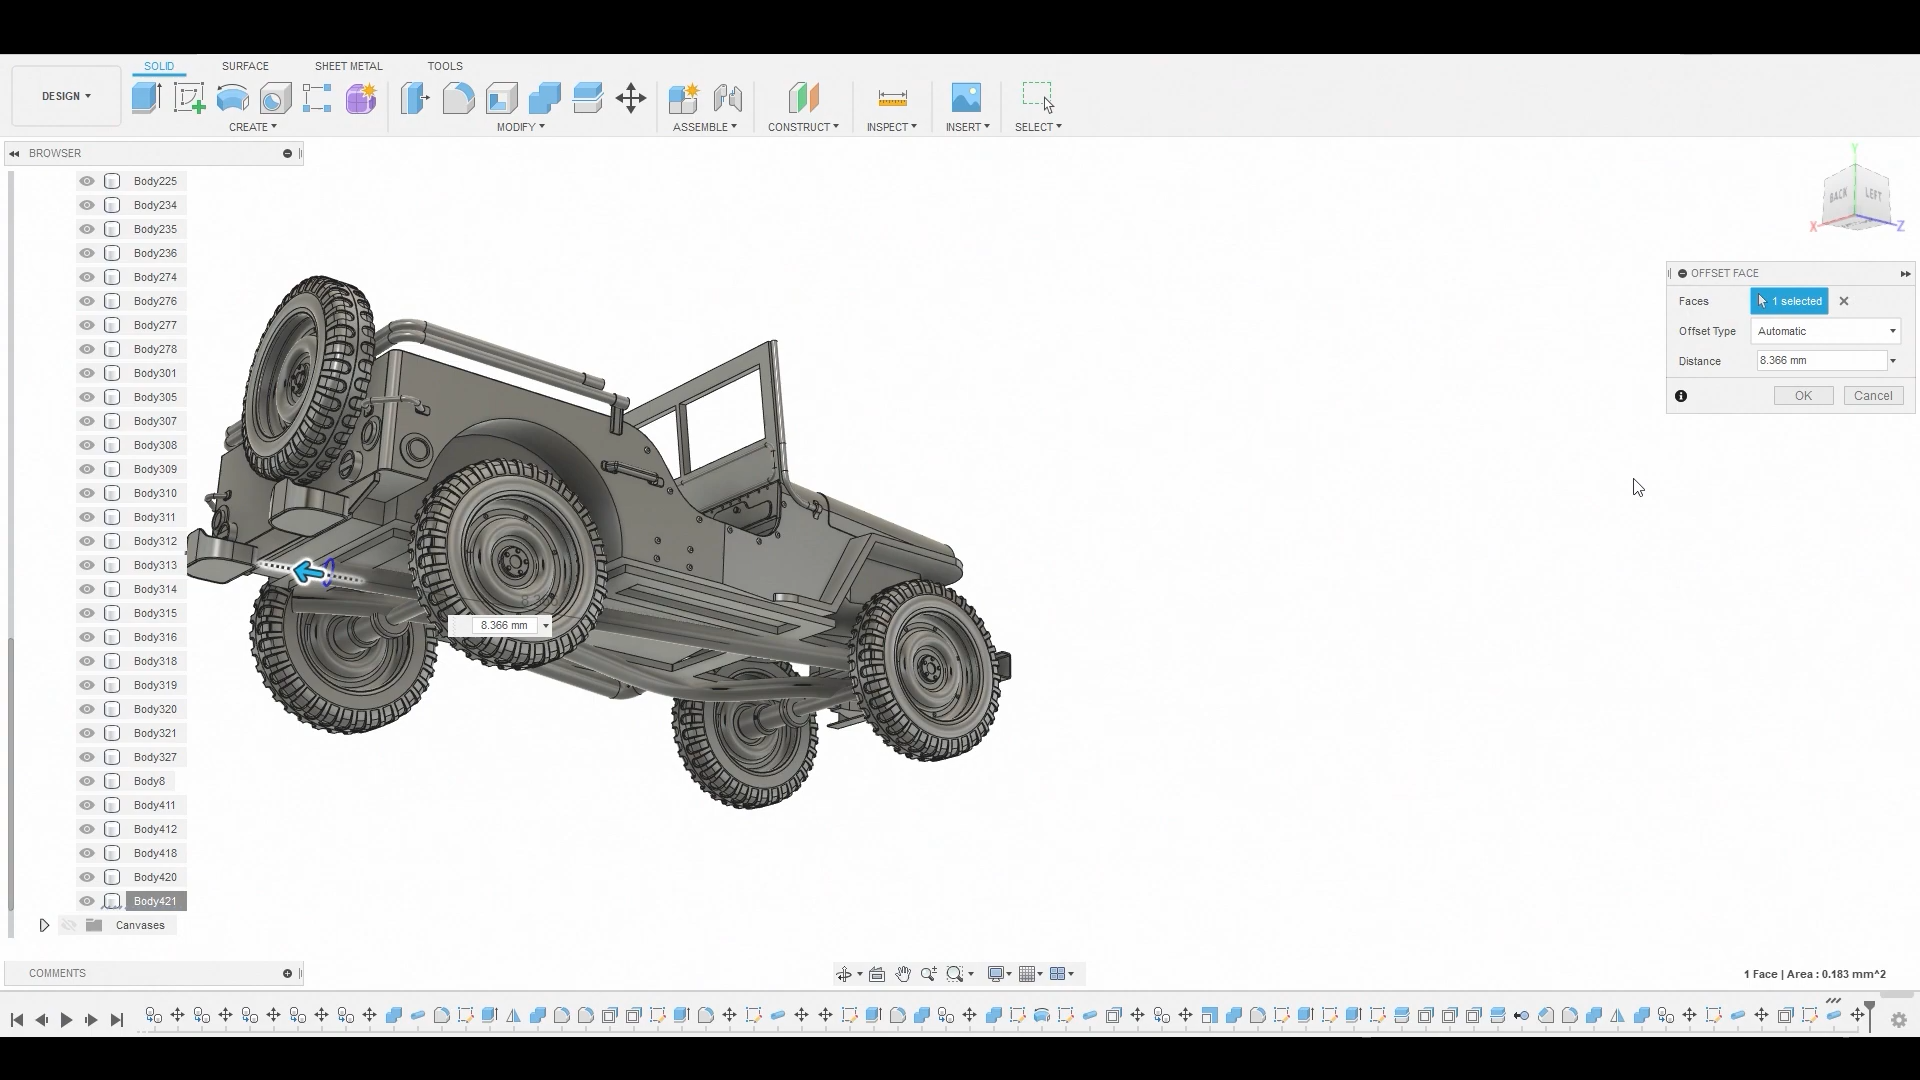 SOLID SURFACE SHEET METAL TOOLS
DESIGN
CREATE MODIFY ASSEMBLE CONSTRUCT INSPECT INSERT SELECT
BROWSER
Body225
Body234
Body235
Body236
Body274
Body276
Body277
Body278
Body301
Body305
Body307
Body308
Body309
Body310
Body311
Body312
Body313
Body314
Body315
Body316
Body318
Body319
Body320
Body321
Body327
Body8
Body411
Body412
Body418
Body420
Body421
Canvases
COMMENTS
8.366 mm
Y
BACK LEFT
X Z
OFFSET FACE
Faces 1 selected
Offset Type Automatic
Distance 8.366 mm
OK Cancel
1 Face | Area : 0.183 mm^2